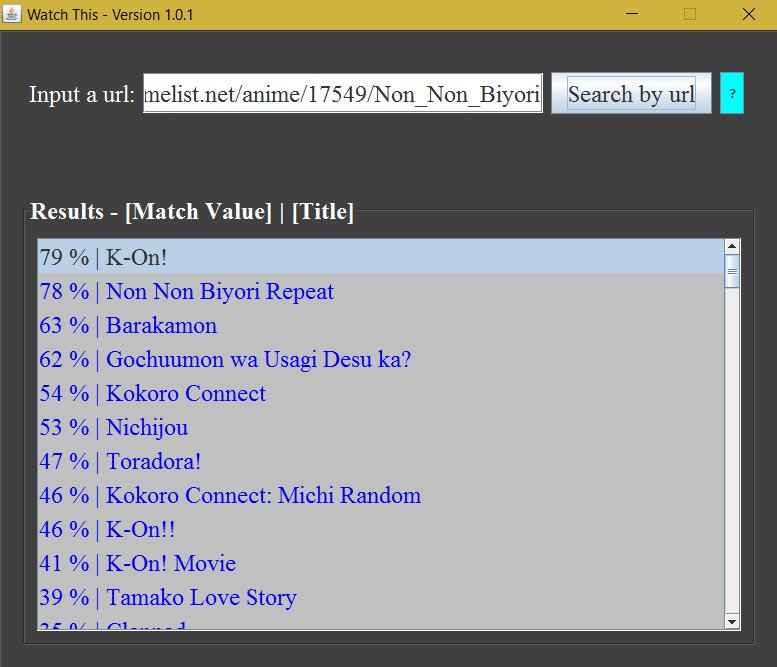 Watch This - Version 1.0.1
Input a url: melist.net/anime/17549/Non_Non_Biyori Search by url ?
Results - [Match Value] | [Title]
79 % | K-On!
78 % | Non Non Biyori Repeat
63 % | Barakamon
62 % | Gochuumon wa Usagi Desu ka?
54 % | Kokoro Connect
53 % | Nichijou
47 % | Toradora!
46 % | Kokoro Connect: Michi Random
46 % | K-On!!
41 % | K-On! Movie
39 % | Tamako Love Story